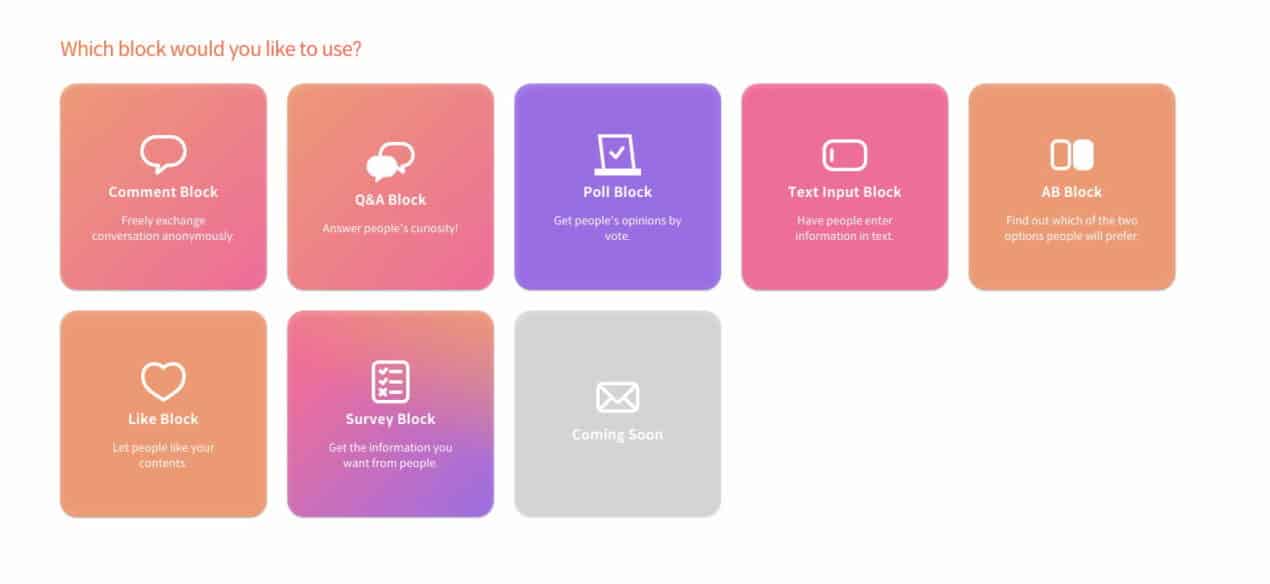 Which block would you like to use?
Comment Block
Freely exchange
conversation anonymously.
Q&A Block
Answer people's curiosity!
Poll Block
Get people's opinions by
vote.
Text Input Block
Have people enter
information in text.
AB Block
Find out which of the two
options people will prefer.
Like Block
Let people like your
contents.
Survey Block
Get the information you
want from people.
Coming Soon